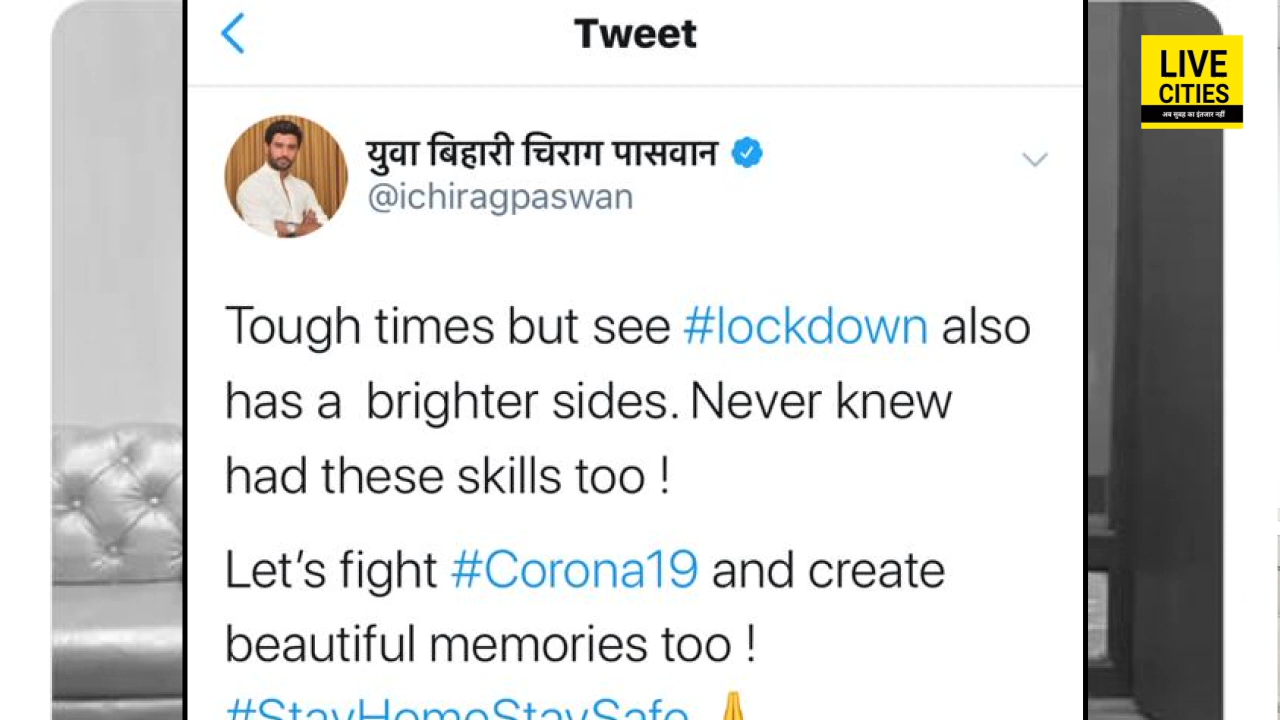 Tweet
LIVE
CITIES
अब सुबह का इंतजार नहीं
युवा बिहारी चिराग पासवान
@ichiragpaswan
Tough times but see #lockdown also
has a  brighter sides. Never knew
had these skills too !
Let’s fight #Corona19 and create
beautiful memories too !
#StayHomeStaySafe 🙏